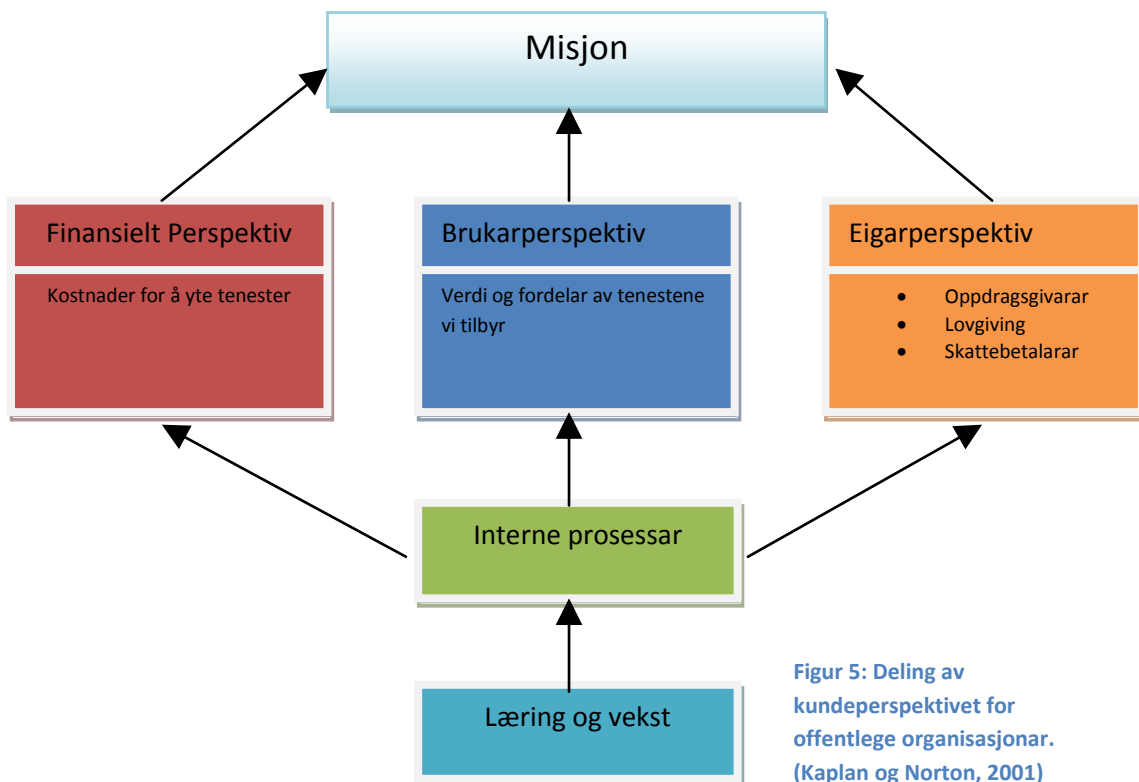 Misjon
Finansielt Perspektiv
Kostnader for å yte tenester
Brukarperspektiv
Verdi og fordelar av tenestene
vi tilbyr
Eigarperspektiv
• Oppdragsgivarar
• Lovgiving
• Skattebetalarar
Interne prosessar
Læring og vekst
Figur 5: Deling av
kundeperspektivet for
offentlege organisasjonar.
(Kaplan og Norton, 2001)